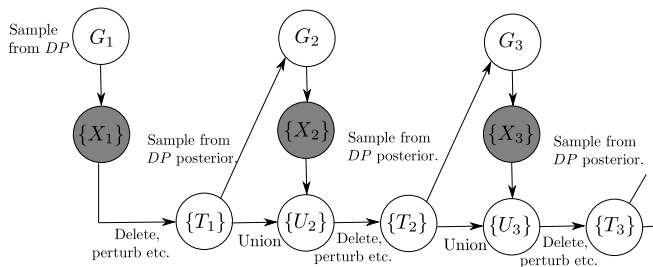 Sample
from DP
G1
G2
G3
{X1}
{X2}
{X3}
Sample from
DP posterior.
Sample from
DP posterior.
Sample from
DP posterior.
{T1}
{U2}
{T2}
{U3}
{T3}
Delete,
perturb etc.
Union
Delete,
perturb etc.
Union
Delete,
perturb etc.